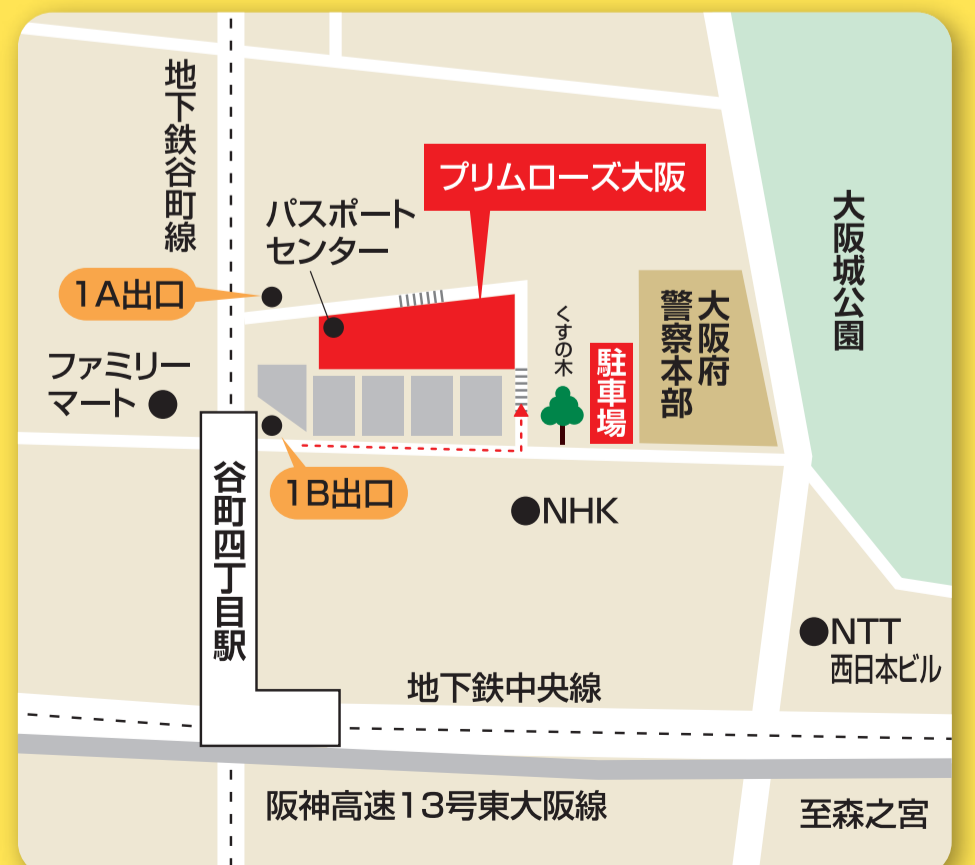 地下鉄谷町線
プリムローズ大阪
パスポート
センター
1A出口
ファミリー
マート
くすの木
駐車場
大阪府
警察本部
大阪城公園
1B出口
谷町四丁目駅
NHK
NTT
西日本ビル
地下鉄中央線
阪神高速13号東大阪線
至森之宮